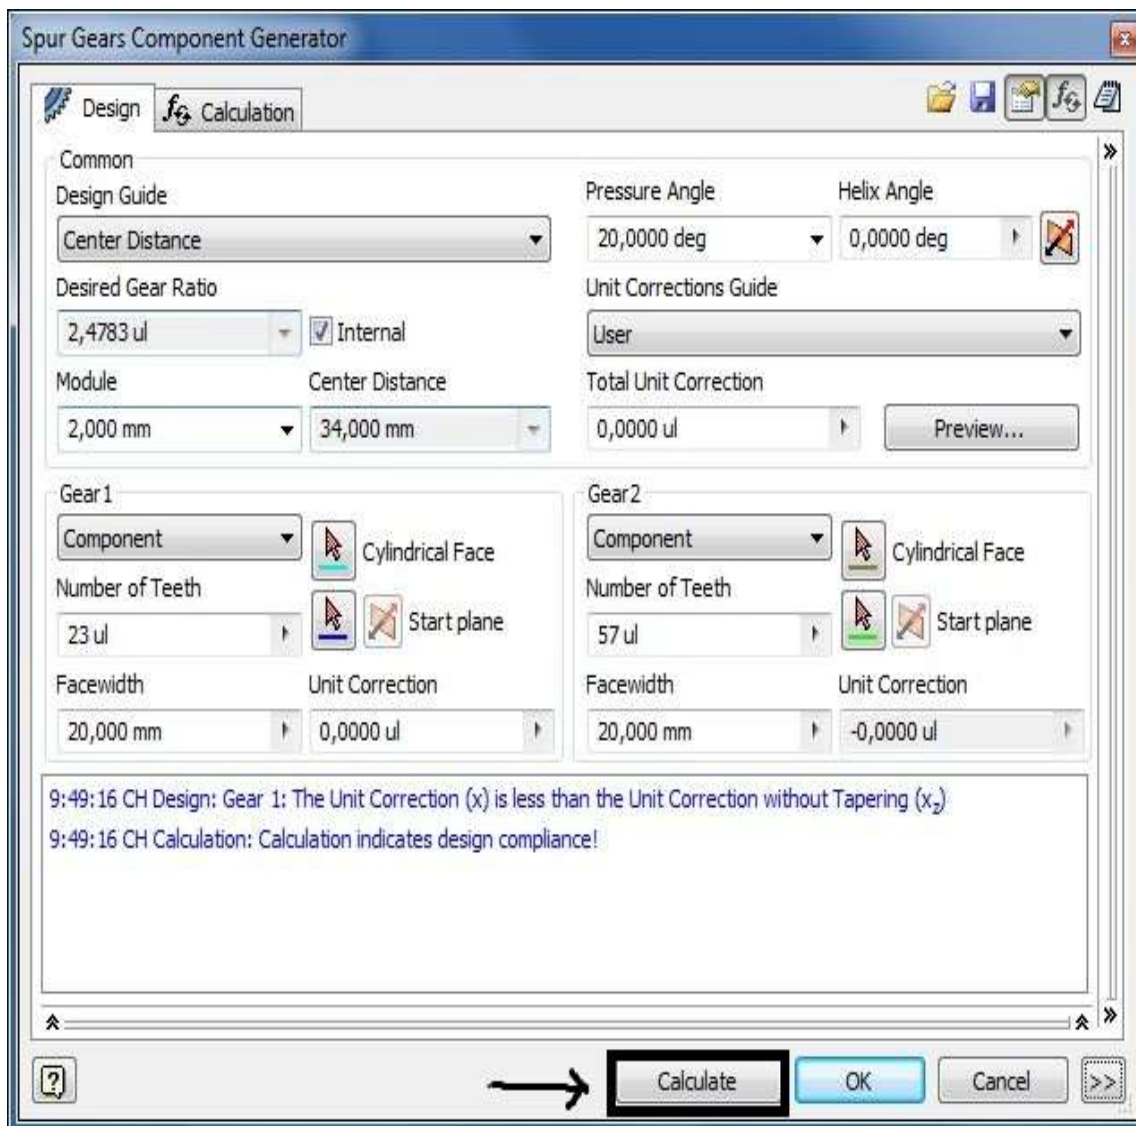 Spur Gears Component Generator
Design
Calculation
Common
Design Guide
Pressure Angle
Helix Angle
Center Distance
20,0000 deg
0,0000 deg
Desired Gear Ratio
Unit Corrections Guide
2,4783 ul
Internal
User
Module
Center Distance
Total Unit Correction
2,000 mm
34,000 mm
0,0000 ul
Preview...
Gear1
Component
Cylindrical Face
Number of Teeth
23 ul
Start plane
Facewidth
Unit Correction
20,000 mm
0,0000 ul
Gear2
Component
Cylindrical Face
Number of Teeth
57 ul
Start plane
Facewidth
Unit Correction
20,000 mm
-0,0000 ul
9:49:16 CH Design: Gear 1: The Unit Correction (x) is less than the Unit Correction without Tapering (xz)
9:49:16 CH Calculation: Calculation indicates design compliance!
Calculate
OK
Cancel
>>